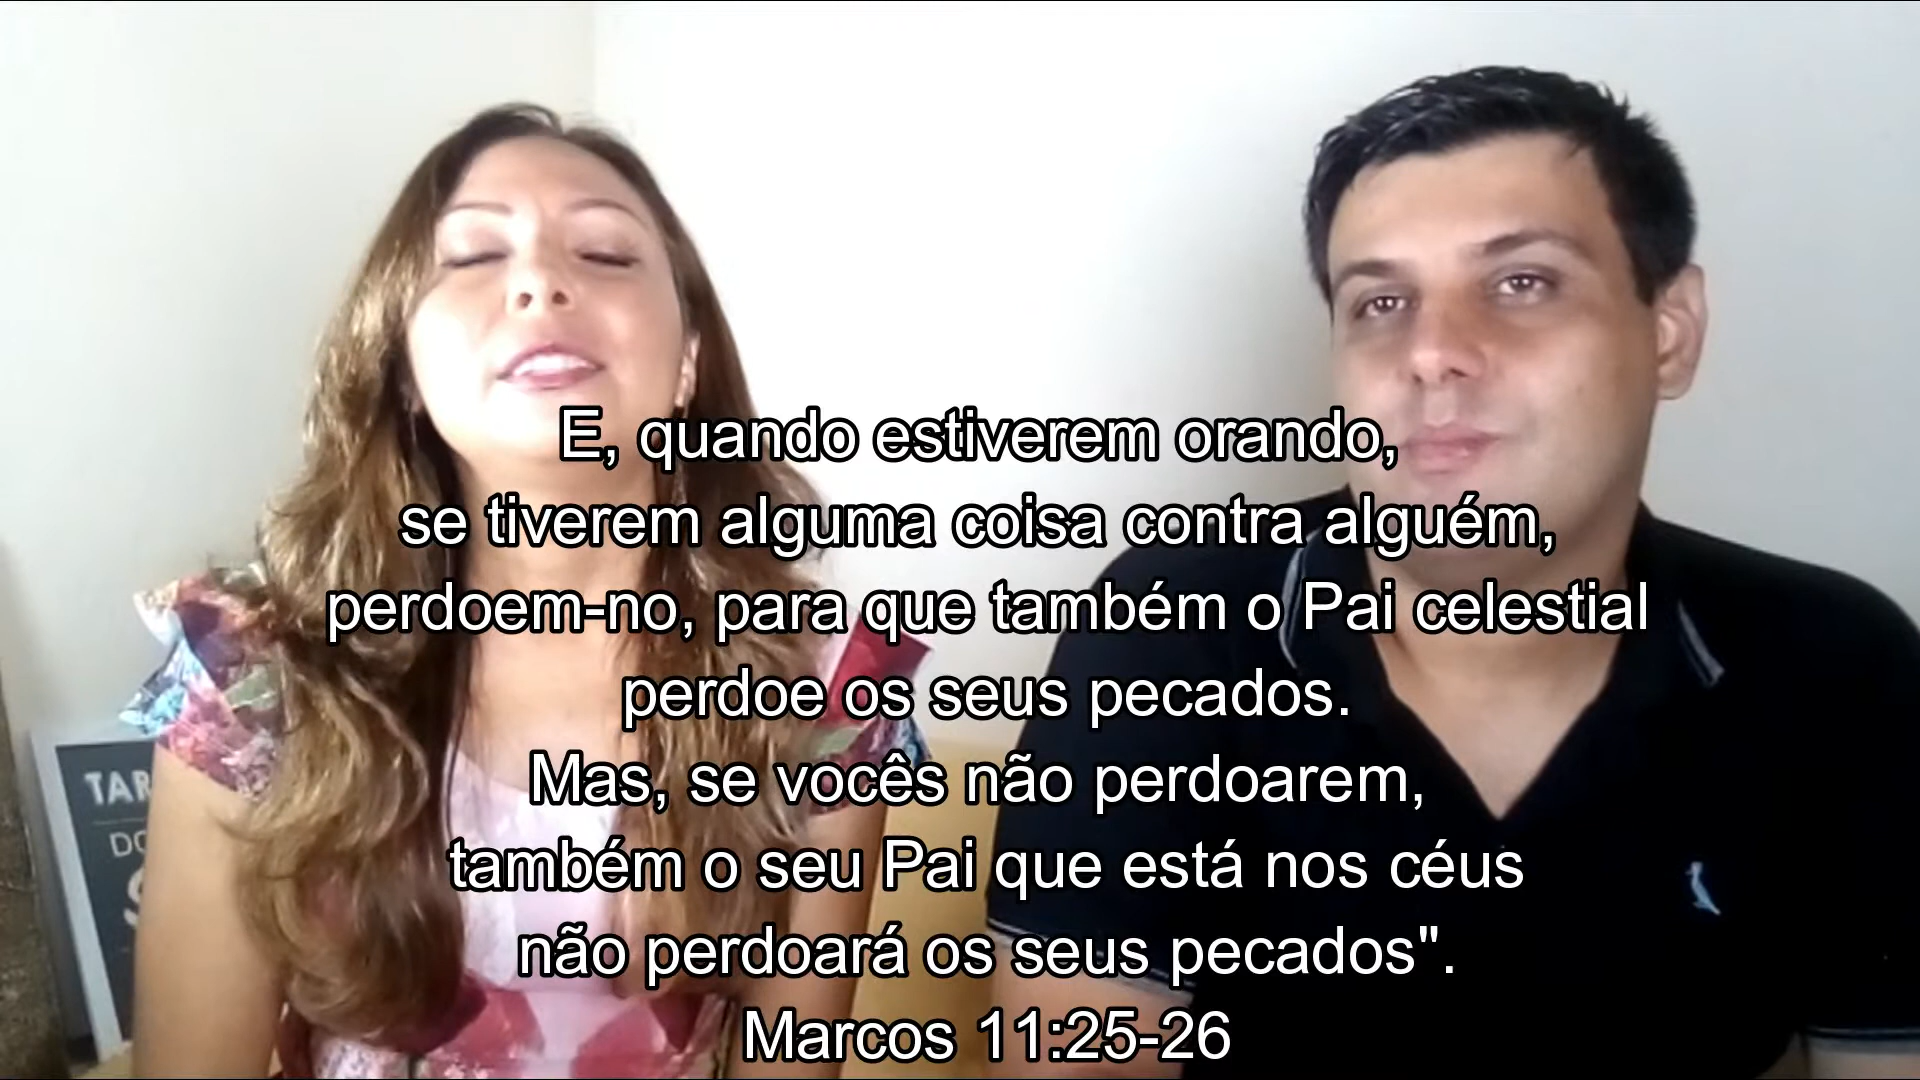 E, quando estiverem orando,
se tiverem alguma coisa contra alguém,
perdoem-no, para que também o Pai celestial
perdoe os seus pecados.
Mas, se vocês não perdoarem,
também o seu Pai que está nos céus
não perdoará os seus pecados".
Marcos 11:25-26
TAR
DO
S